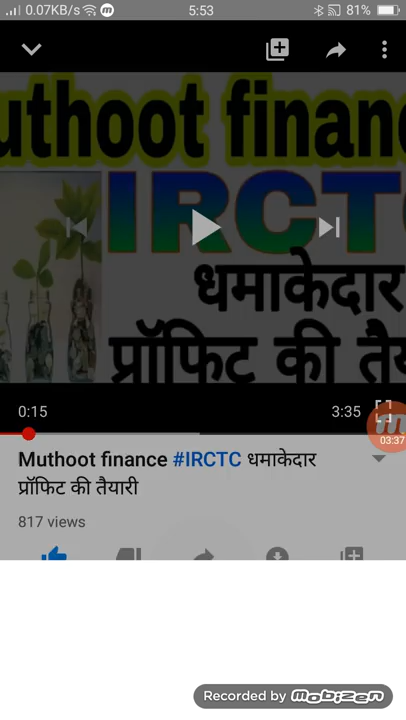 0.07KB/s 5:53 81%
uthoot financ
IRCTC
धमाकेदार
प्रॉफिट की तै
0:15 3:35
03:37
Muthoot finance #IRCTC धमाकेदार
प्रॉफिट की तैयारी
817 views
Recorded by mobizen